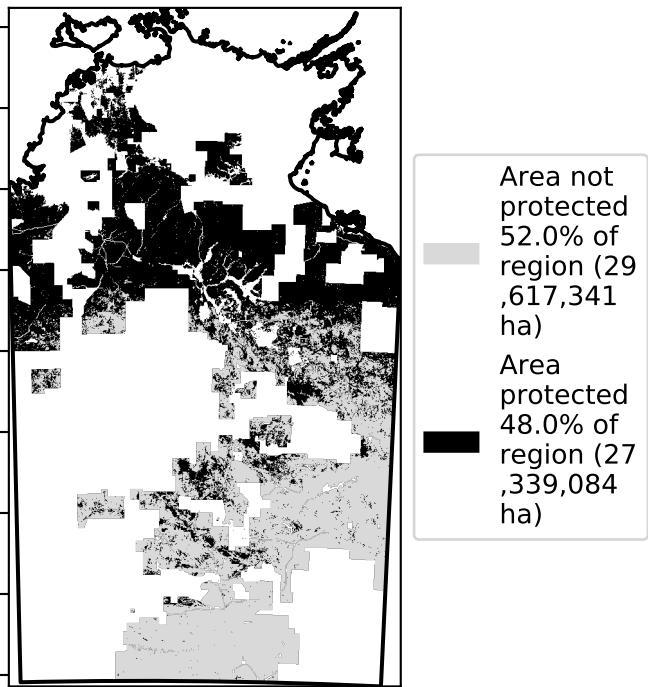 Area not
protected
52.0% of
region (29
,617,341
ha)
Area
protected
48.0% of
region (27
,339,084
ha)